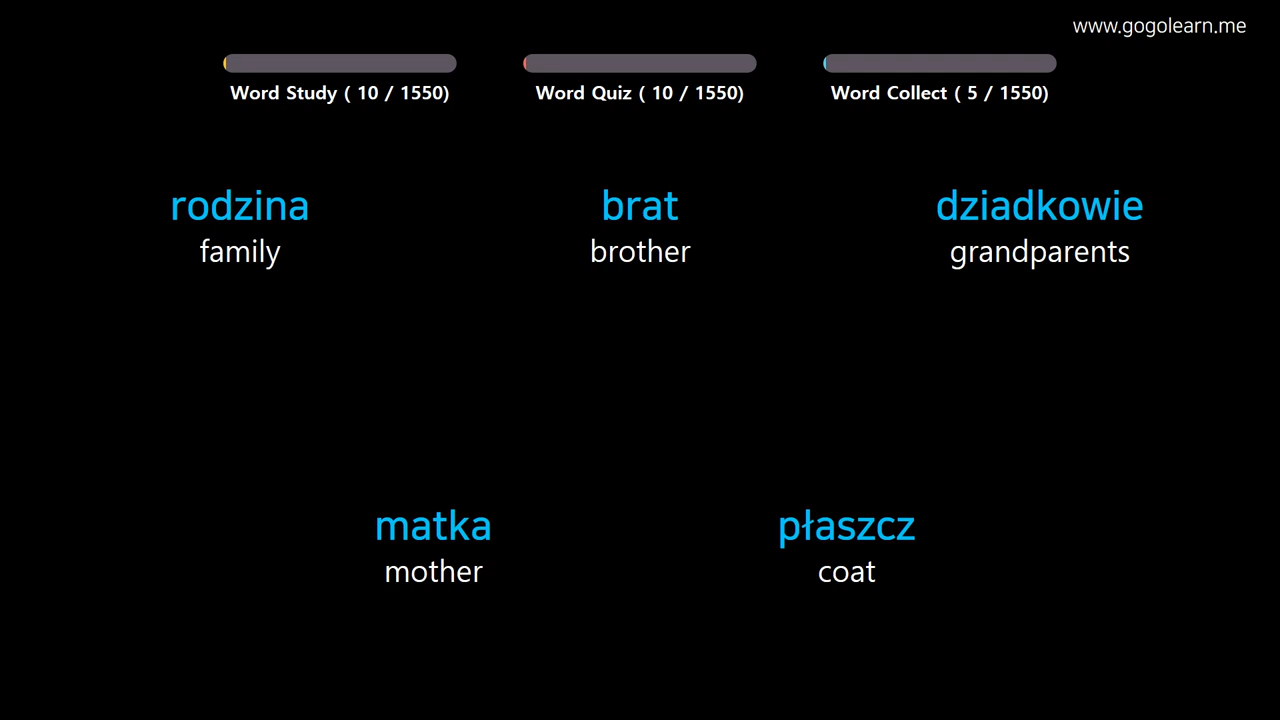 www.gogolearn.me
Word Study ( 10 / 1550)
Word Quiz ( 10 / 1550)
Word Collect ( 5 / 1550)
rodzina
family
brat
brother
dziadkowie
grandparents
matka
mother
płaszcz
coat